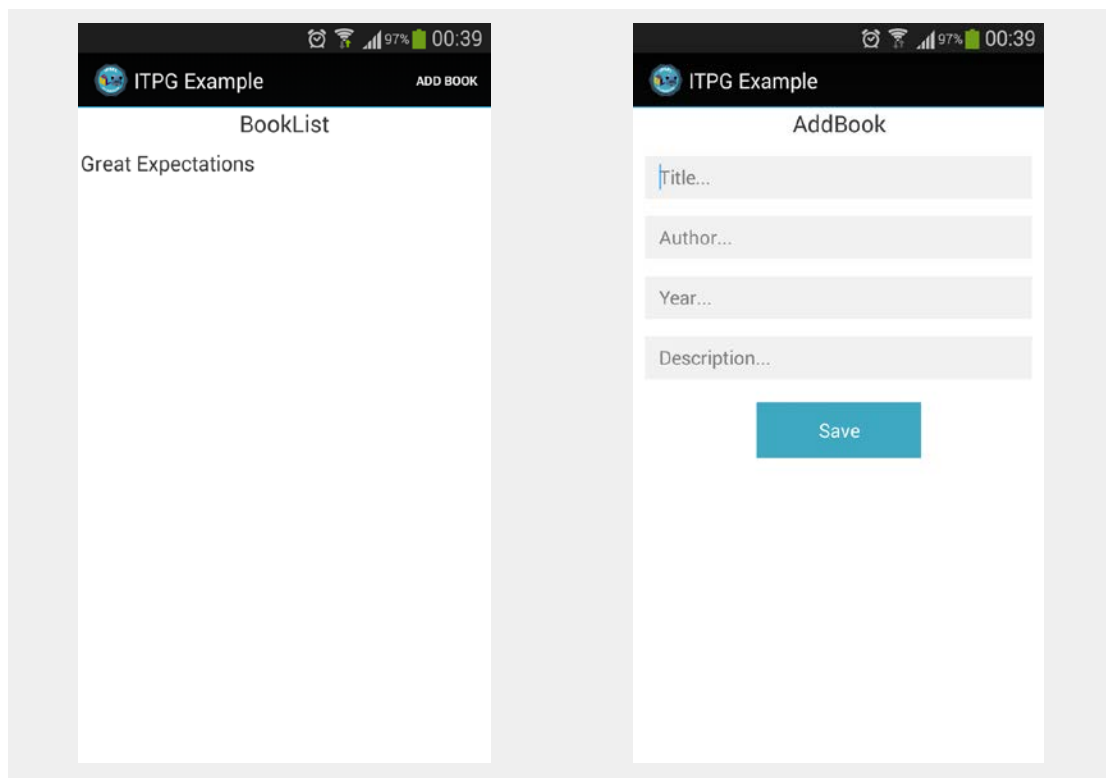 97% 00:39
ITPG Example ADD BOOK
BookList
Great Expectations
97% 00:39
ITPG Example
AddBook
Title...
Author...
Year...
Description...
Save